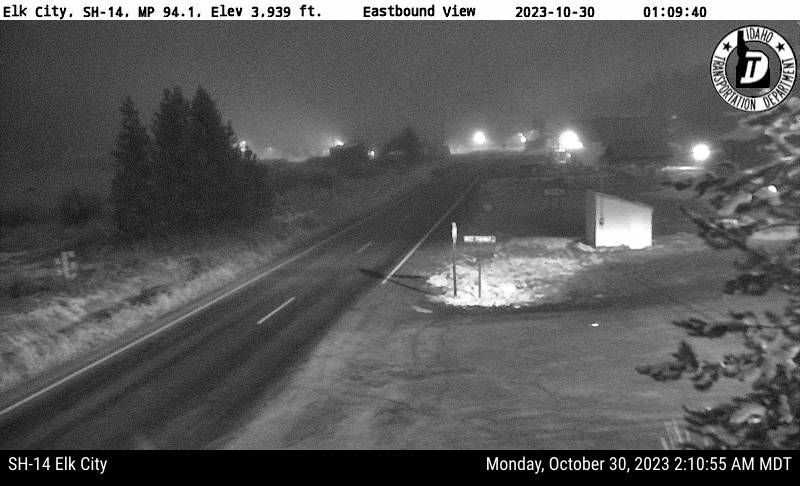 Elk City, SH-14, MP 94.1, Elev 3,939 ft. Eastbound View 2023-10-30 01:09:40
IDAHO
TRANSPORTATION DEPARTMENT
SH-14 Elk City Monday, October 30, 2023 2:10:55 AM MDT